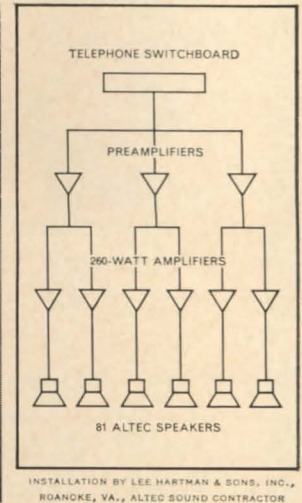 TELEPHONE SWITCHBOARD
PREAMPLIFIERS
260-WATT AMPLIFIERS
81 ALTEC SPEAKERS
INSTALLATION BY LEE HARTMAN & SONS, INC.,
ROANOKE, VA., ALTEC SOUND CONTRACTOR